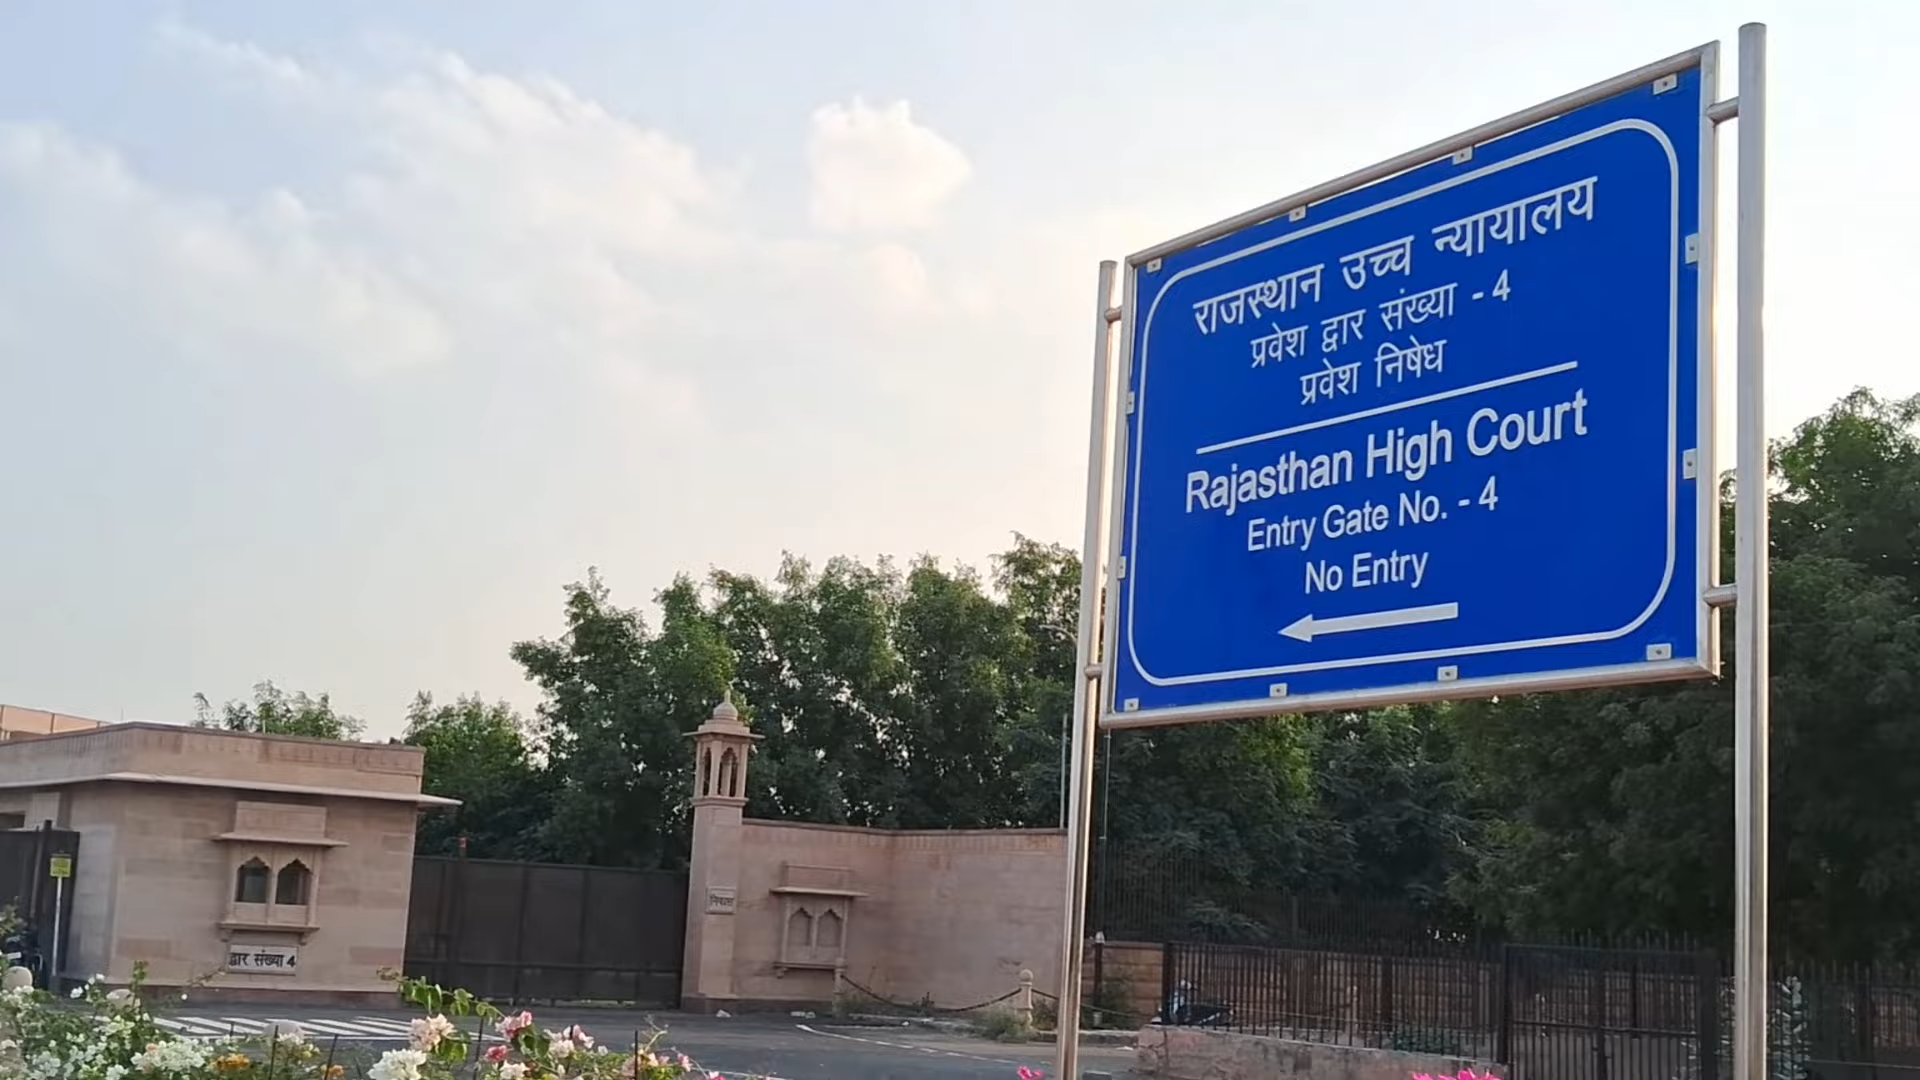 राजस्थान उच्च न्यायालय
प्रवेश द्वार संख्या - 4
प्रवेश निषेध
Rajasthan High Court
Entry Gate No. - 4
No Entry
द्वार संख्या 4
निकास